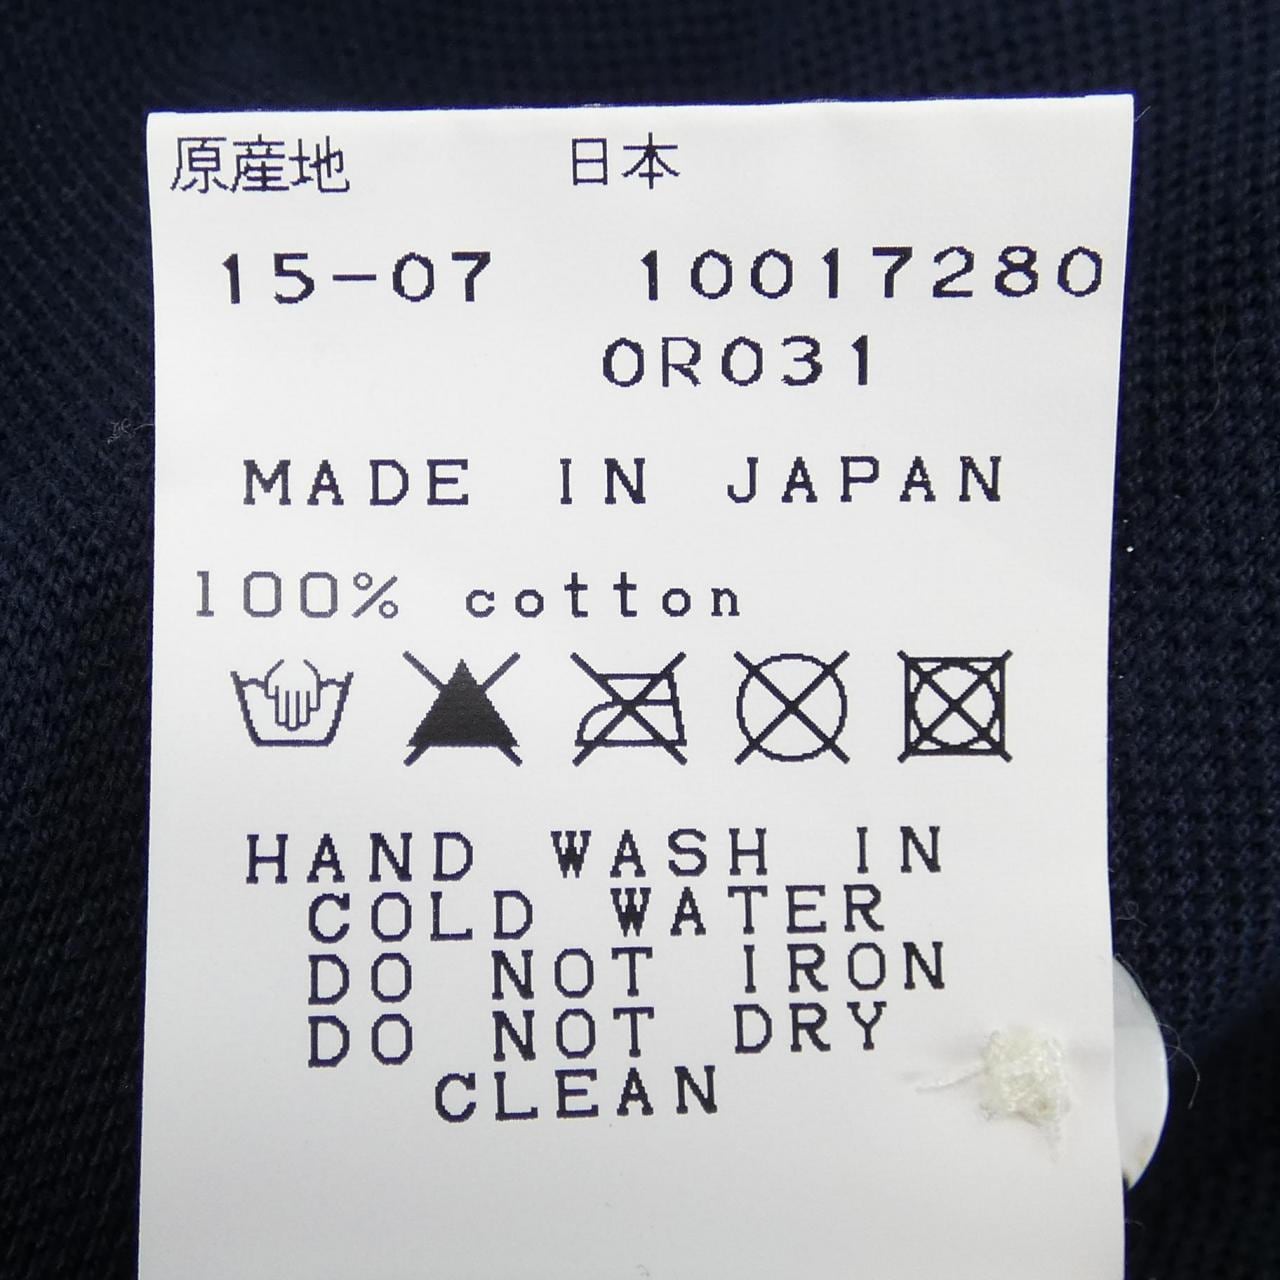 原産地 日本
15-07 10017280
0R031
MADE IN JAPAN
100% cotton
HAND WASH IN
COLD WATER
DO NOT IRON
DO NOT DRY
CLEAN